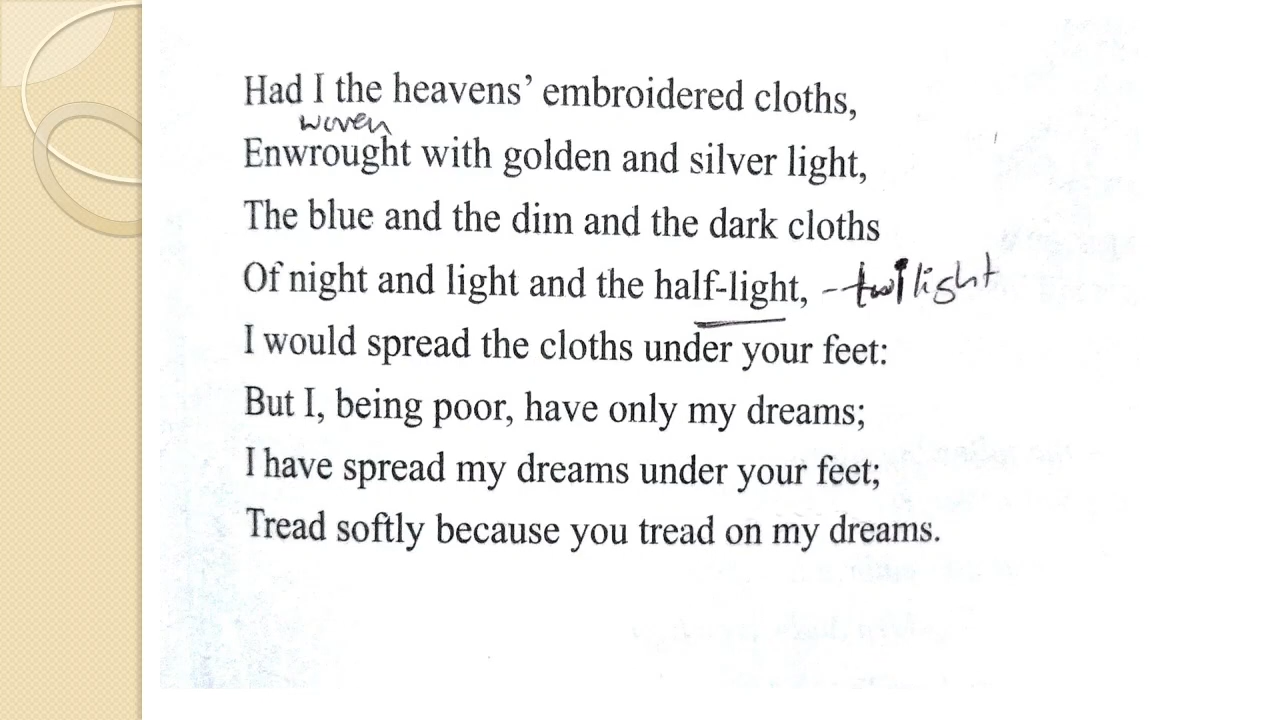 Had I the heavens’ embroidered cloths,
woven
Enwrought with golden and silver light,
The blue and the dim and the dark cloths
Of night and light and the half-light, -- twilight
I would spread the cloths under your feet:
But I, being poor, have only my dreams;
I have spread my dreams under your feet;
Tread softly because you tread on my dreams.